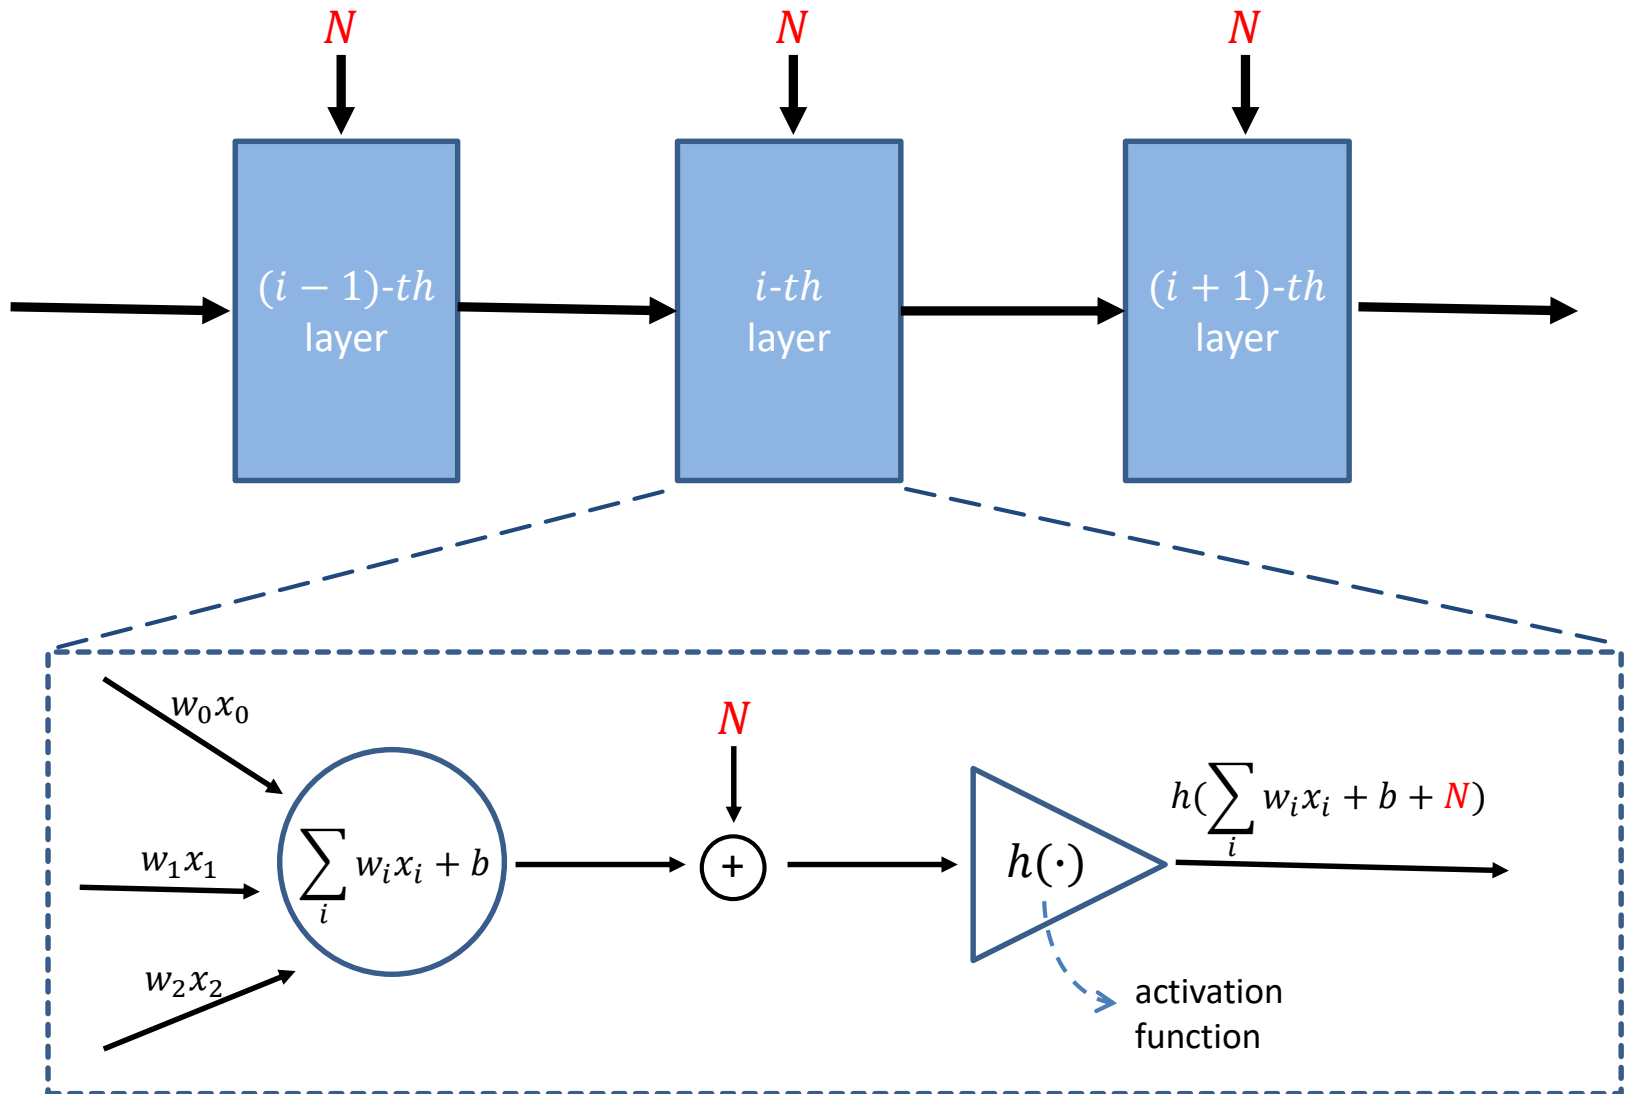 N N N
(i − 1)-th
layer
i-th
layer
(i + 1)-th
layer
w₀x₀
w₁x₁
w₂x₂
∑ᵢ wᵢxᵢ + b
N
+
h(·)
h(∑ᵢ wᵢxᵢ + b + N)
activation
function